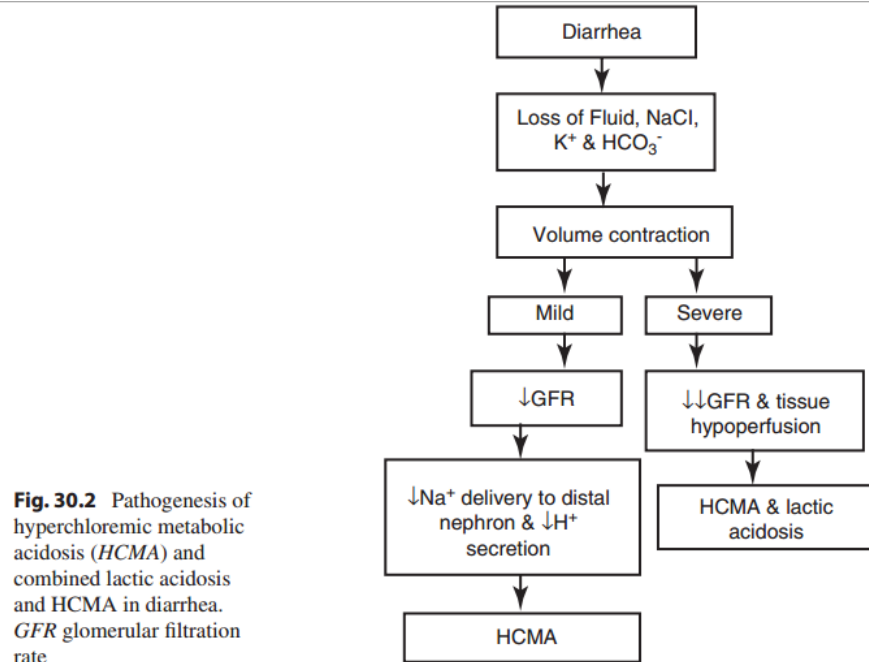 Diarrhea
Loss of Fluid, NaCl,
K⁺ & HCO₃⁻
Volume contraction
Mild
Severe
↓GFR
↓↓GFR & tissue
hypoperfusion
↓Na⁺ delivery to distal
nephron & ↓H⁺
secretion
HCMA & lactic
acidosis
HCMA
Fig. 30.2 Pathogenesis of
hyperchloremic metabolic
acidosis (HCMA) and
combined lactic acidosis
and HCMA in diarrhea.
GFR glomerular filtration
rate